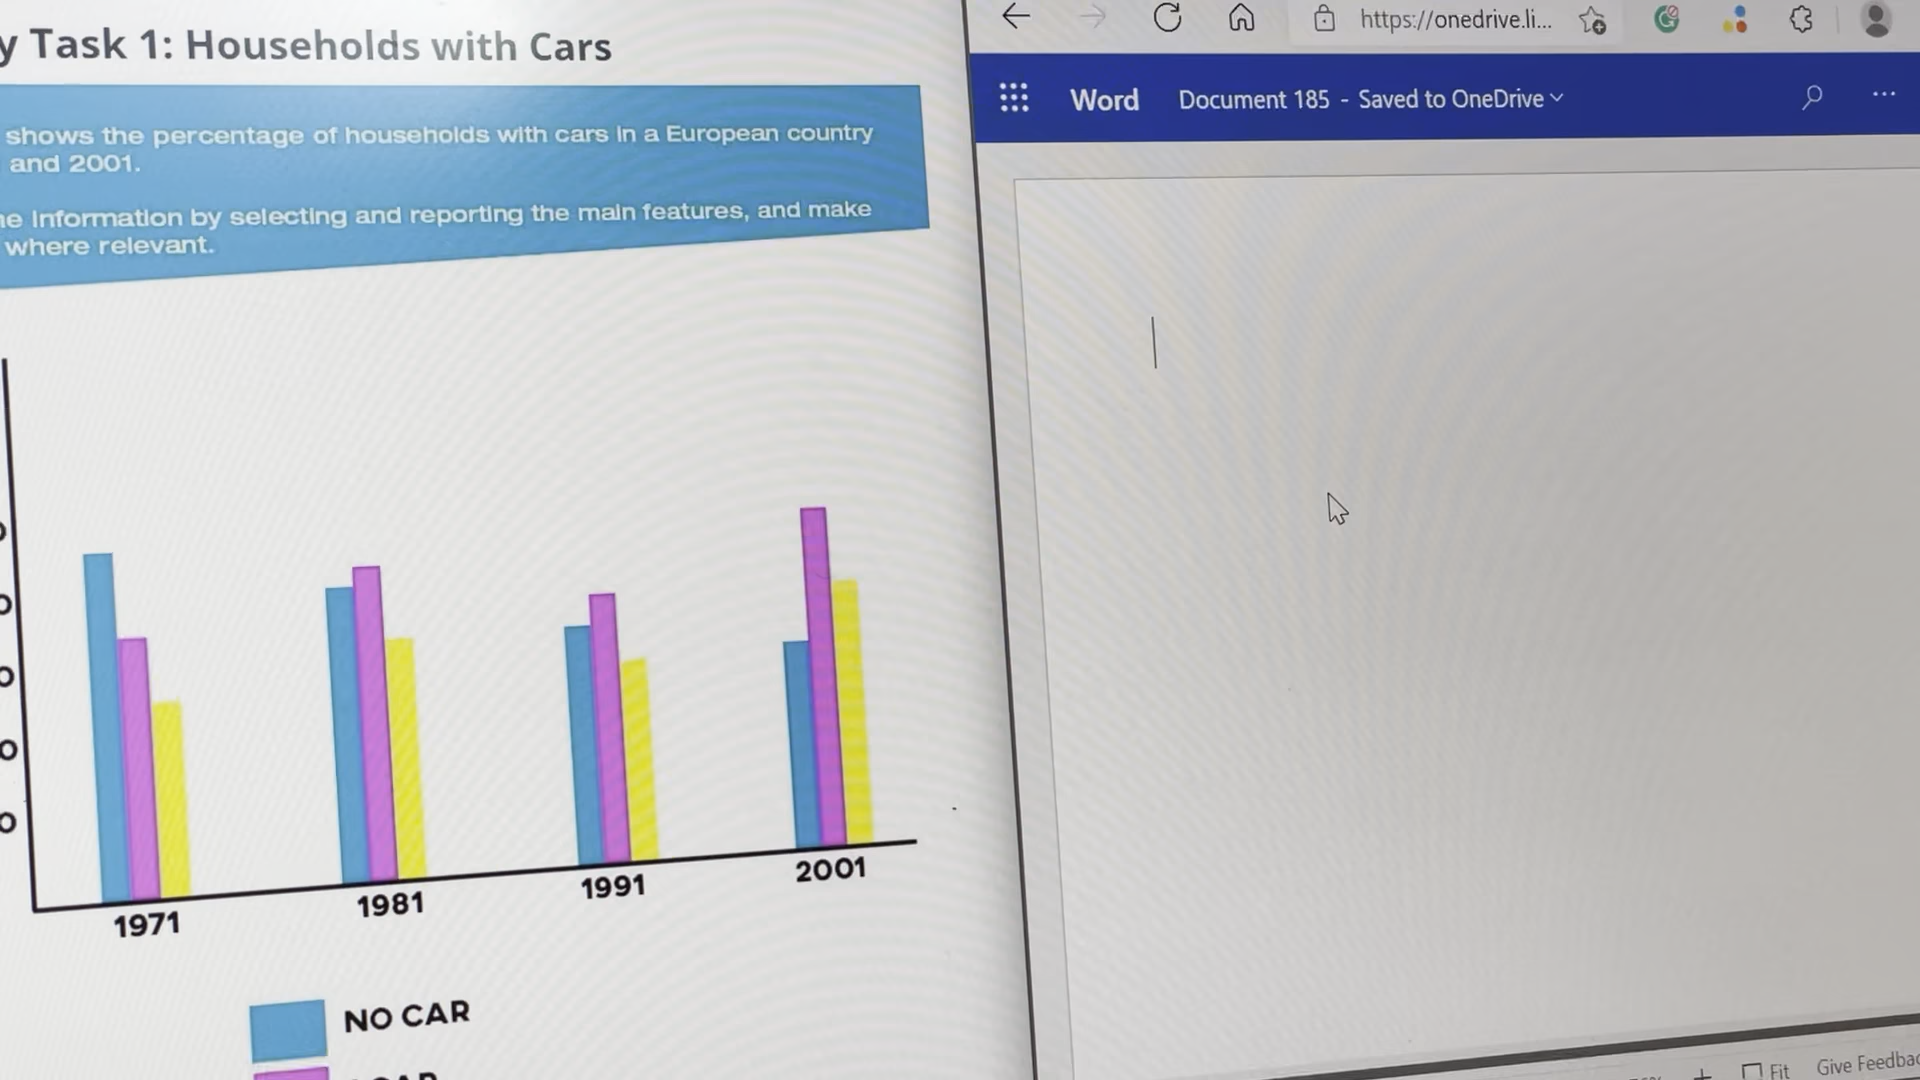 y Task 1: Households with Cars
shows the percentage of households with cars in a European country
and 2001.
he information by selecting and reporting the main features, and make
where relevant.
1971
1981
1991
2001
NO CAR
https://onedrive.li...
Word
Document 185 - Saved to OneDrive
Fit
Give Feedbac